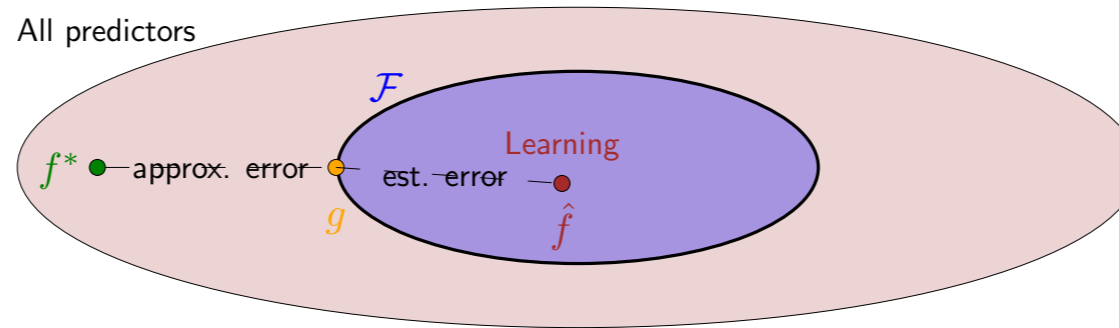 All predictors
𝓕
Learning
f* approx. error est. error
g f̂